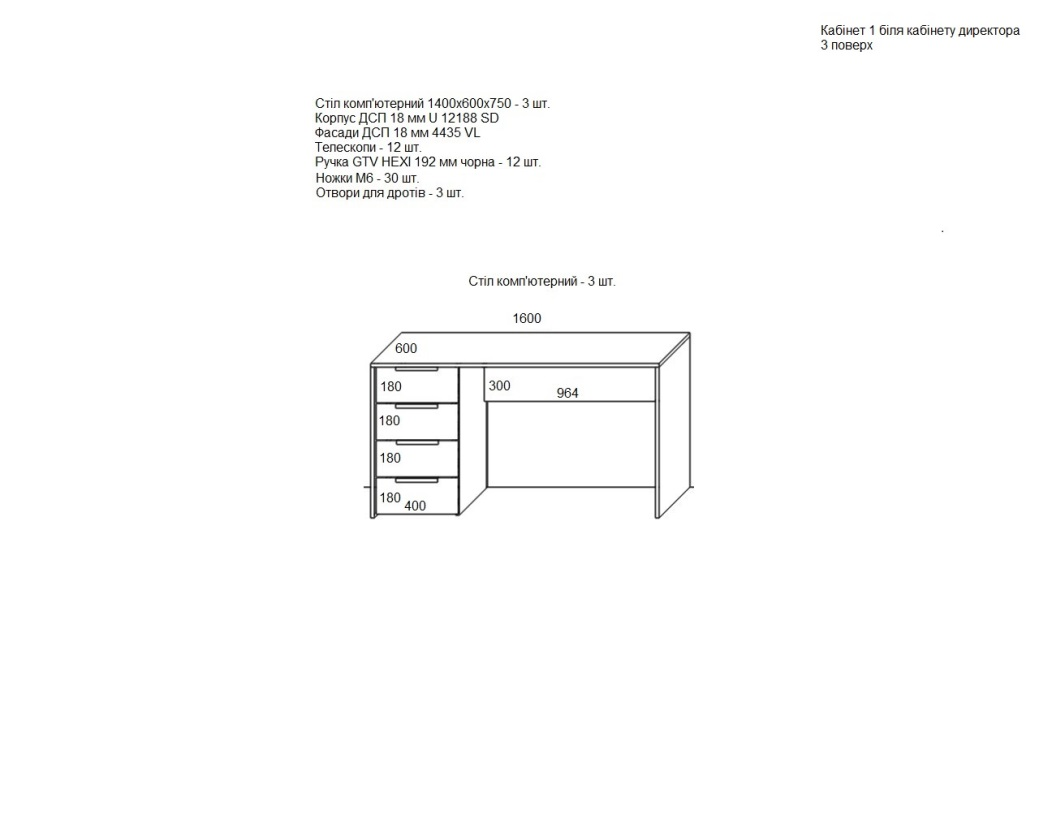 Кабінет 1 біля кабінету директора
3 поверх
Стіл комп'ютерний 1400х600х750 - 3 шт.
Корпус ДСП 18 мм U 12188 SD
Фасади ДСП 18 мм 4435 VL
Телескопи - 12 шт.
Ручка GTV HEXI 192 мм чорна - 12 шт.
Ножки М6 - 30 шт.
Отвори для дротів - 3 шт.
Стіл комп'ютерний - 3 шт.
1600
600
180
300
964
180
180
180
400